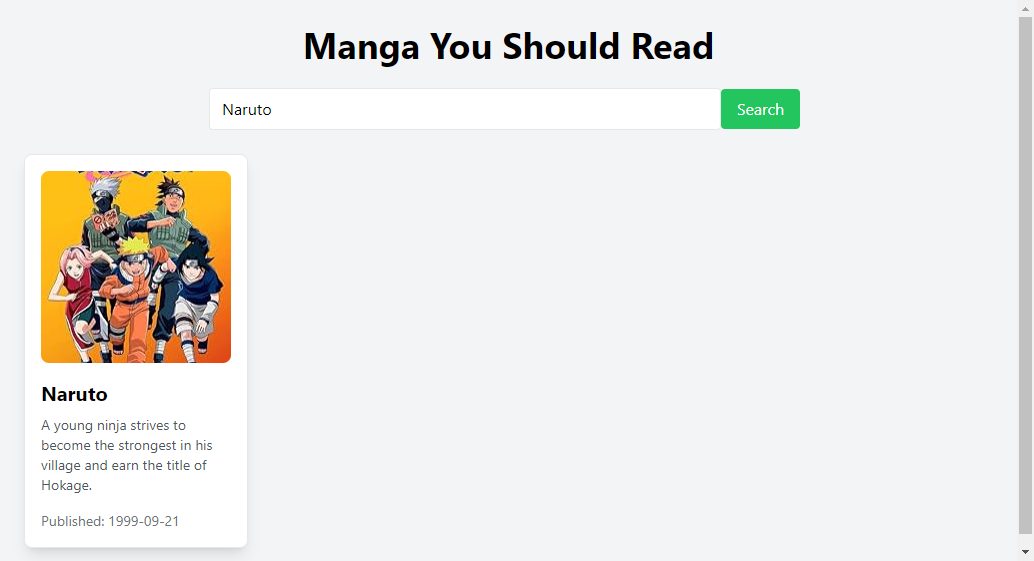 Manga You Should Read
Naruto
Search
Naruto
A young ninja strives to
become the strongest in his
village and earn the title of
Hokage.
Published: 1999-09-21